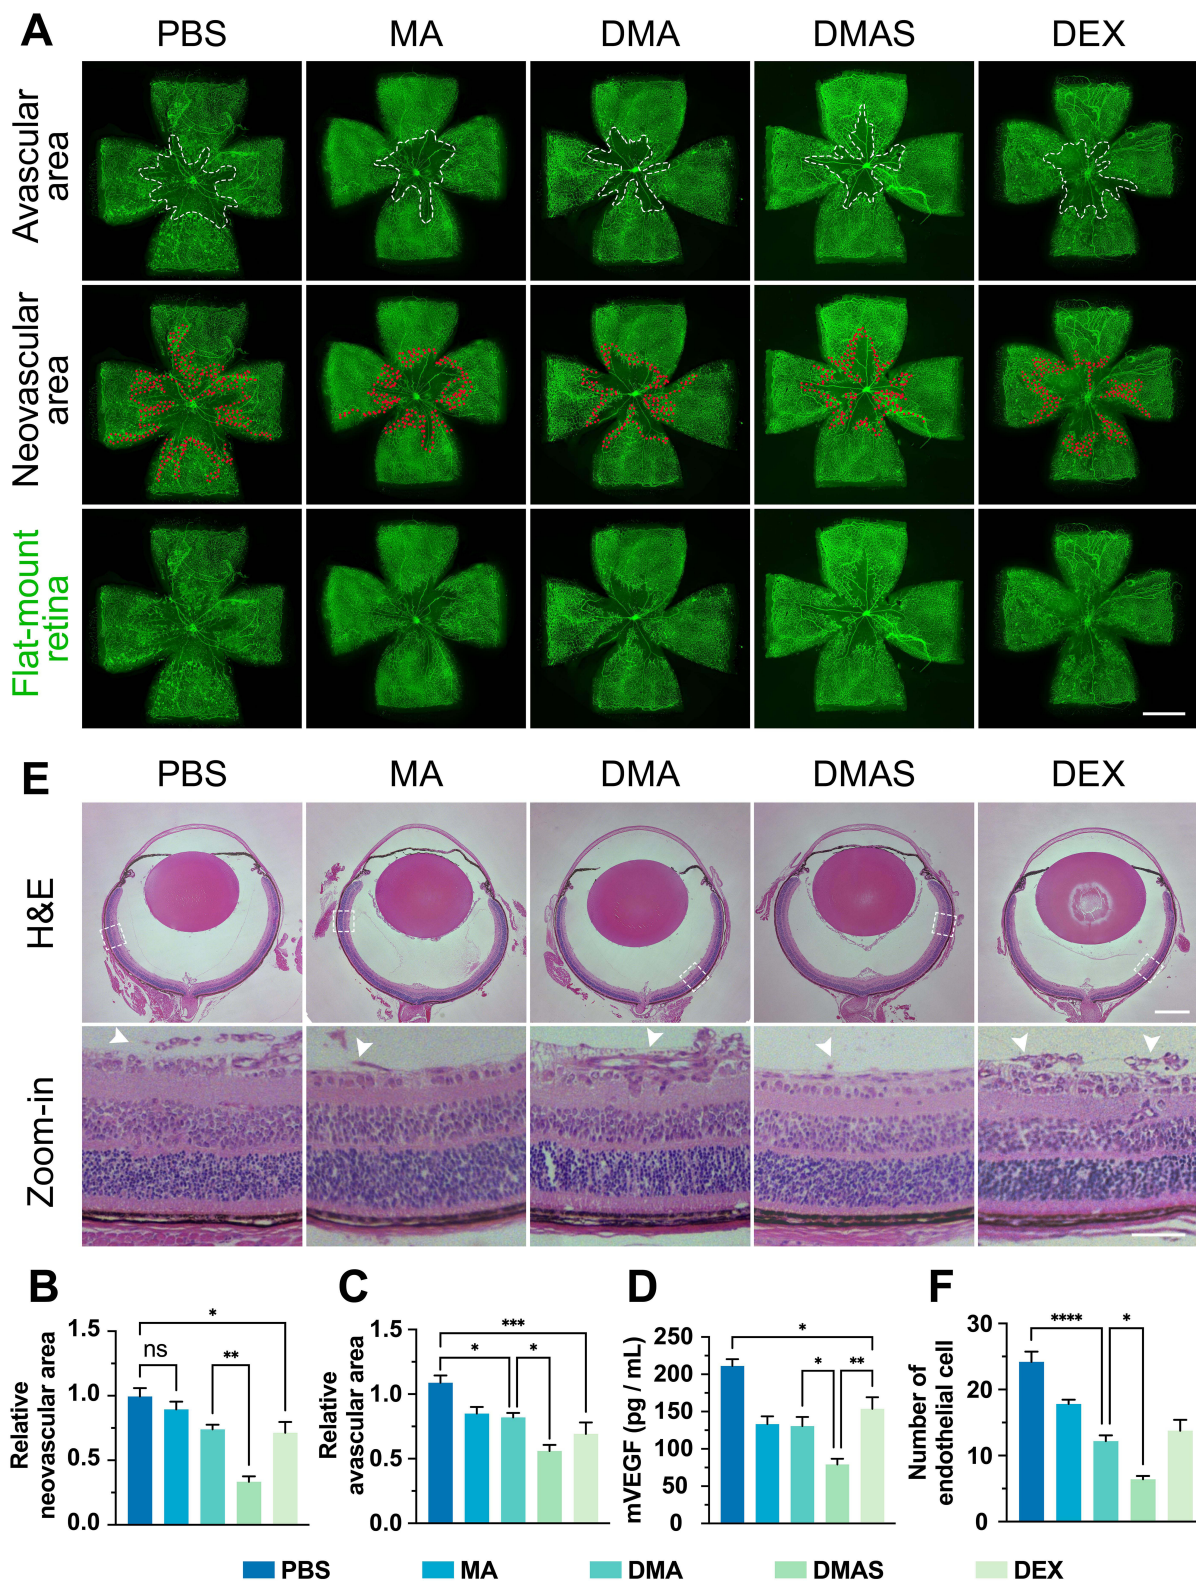 A
PBS MA DMA DMAS DEX
Avascular
area
Neovascular
area
Flat-mount
retina
E
PBS MA DMA DMAS DEX
H&E
Zoom-in
B
Relative
neovascular area
1.5
1.0
0.5
0.0
ns
*
**
C
Relative
avascular area
1.5
1.0
0.5
0.0
***
*
*
D
mVEGF (pg / mL)
250
200
150
100
50
0
*
*
**
F
Number of
endothelial cell
30
20
10
0
****
*
PBS MA DMA DMAS DEX